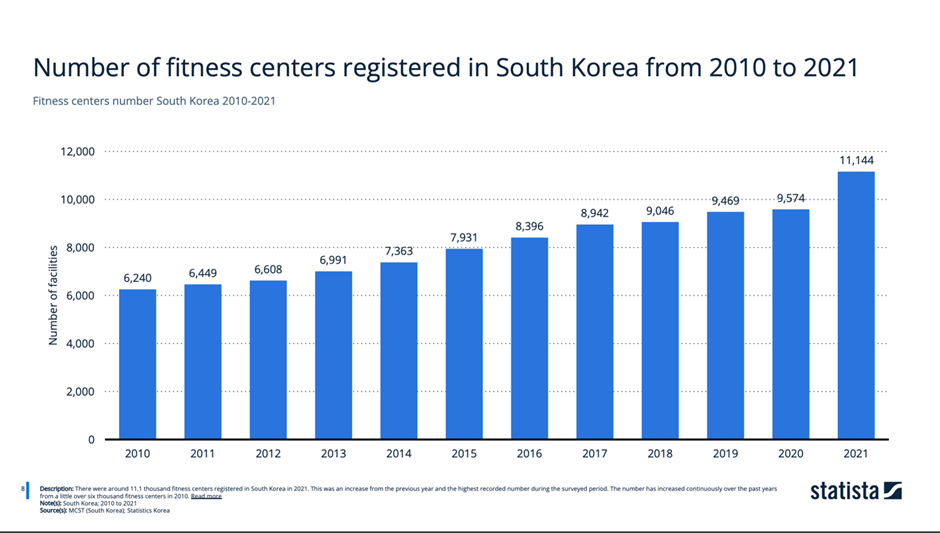 Number of fitness centers registered in South Korea from 2010 to 2021
Fitness centers number South Korea 2010-2021
Number of facilities
12,000
10,000
8,000
6,000
4,000
2,000
0
6,240
6,449
6,608
6,991
7,363
7,931
8,396
8,942
9,046
9,469
9,574
11,144
2010 2011 2012 2013 2014 2015 2016 2017 2018 2019 2020 2021
8
Description: There were around 11.1 thousand fitness centers registered in South Korea in 2021. This was an increase from the previous year and the highest recorded number during the surveyed period. The number has increased continuously over the past years
from a little over six thousand fitness centers in 2010. Read more
Note(s): South Korea; 2010 to 2021
Source(s): MCST (South Korea); Statistics Korea
statista